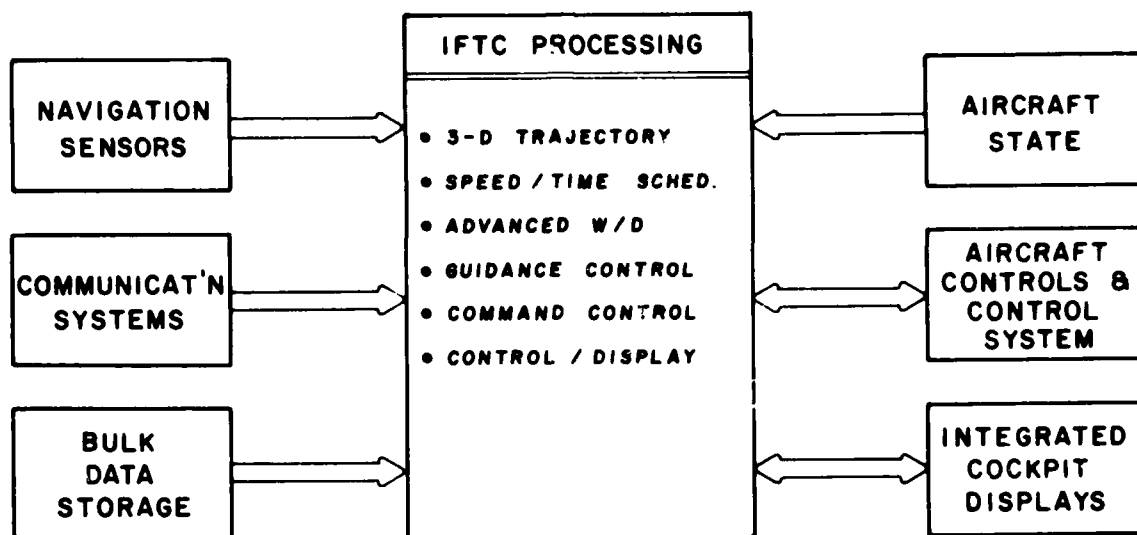 IFTC PROCESSING
NAVIGATION
SENSORS
COMMUNICAT'N
SYSTEMS
BULK
DATA
STORAGE
• 3-D TRAJECTORY
• SPEED / TIME SCHED.
• ADVANCED W/D
• GUIDANCE CONTROL
• COMMAND CONTROL
• CONTROL / DISPLAY
AIRCRAFT
STATE
AIRCRAFT
CONTROLS &
CONTROL
SYSTEM
INTEGRATED
COCKPIT
DISPLAYS